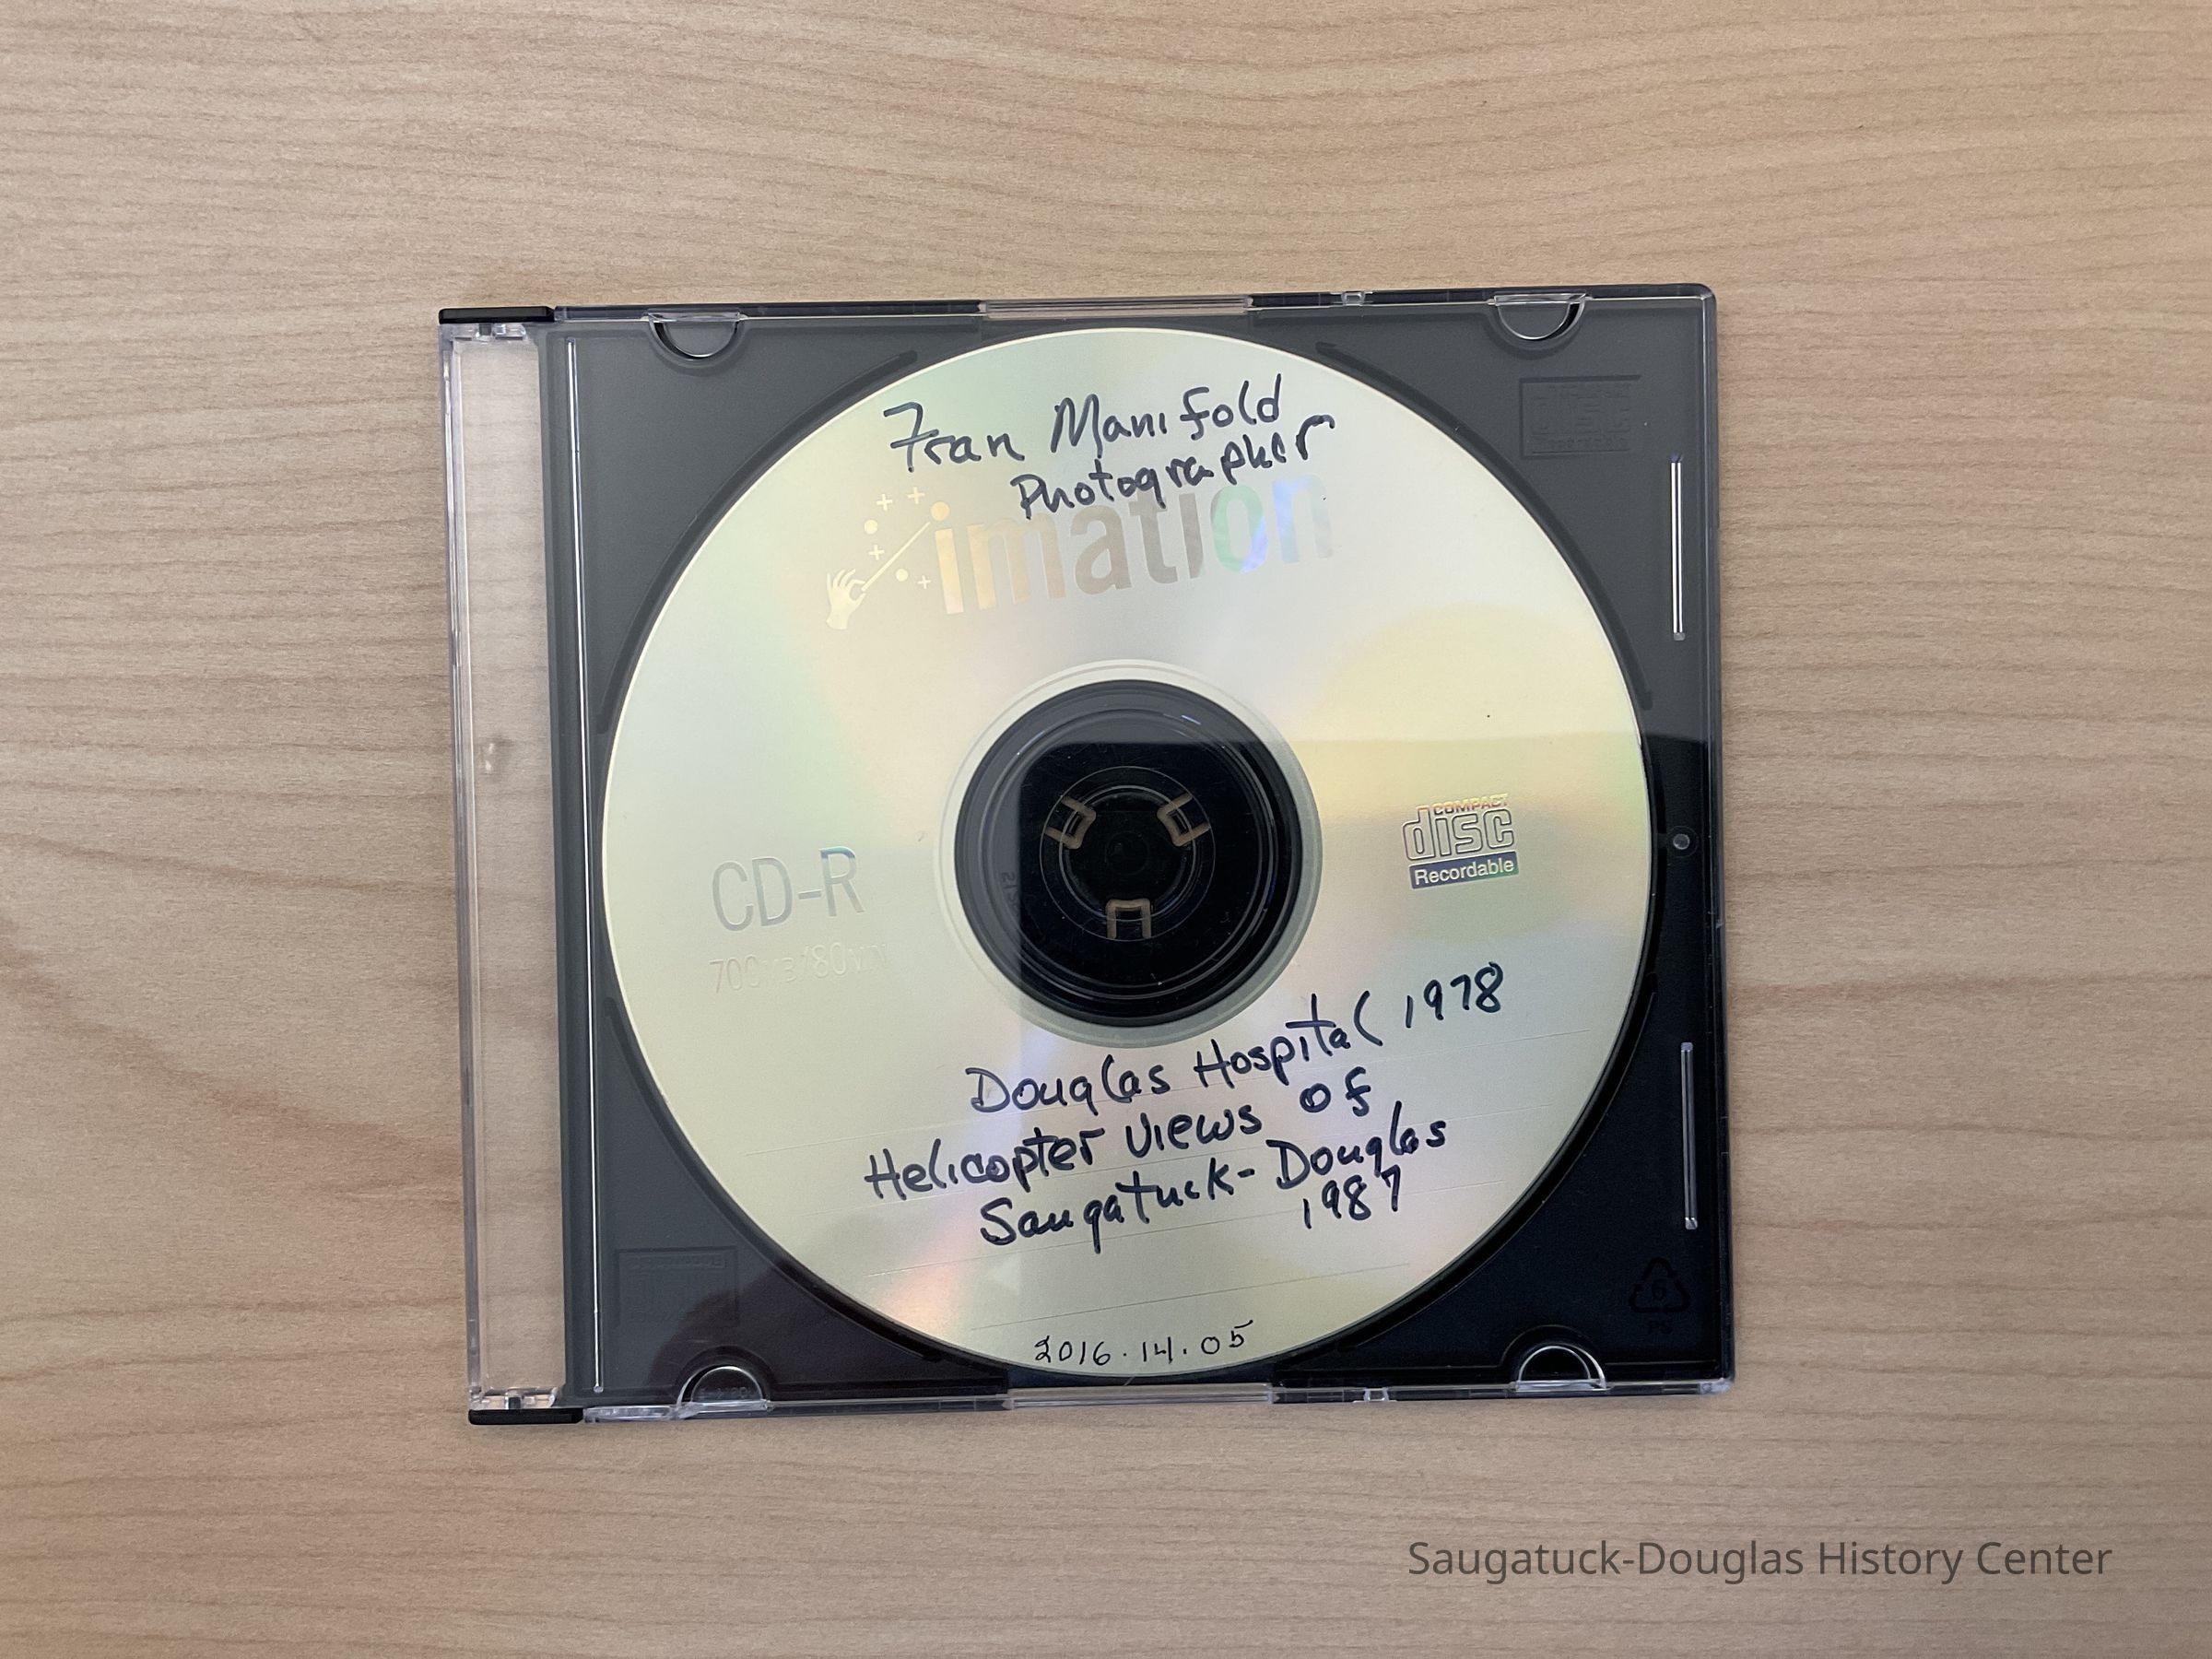 Fran Manifold
Photographer
imation
COMPACT
disc
Recordable
CD-R
Douglas Hospital 1978
Helicopter views of
Saugatuck-Douglas
1987
2016.14.05
Saugatuck-Douglas History Center